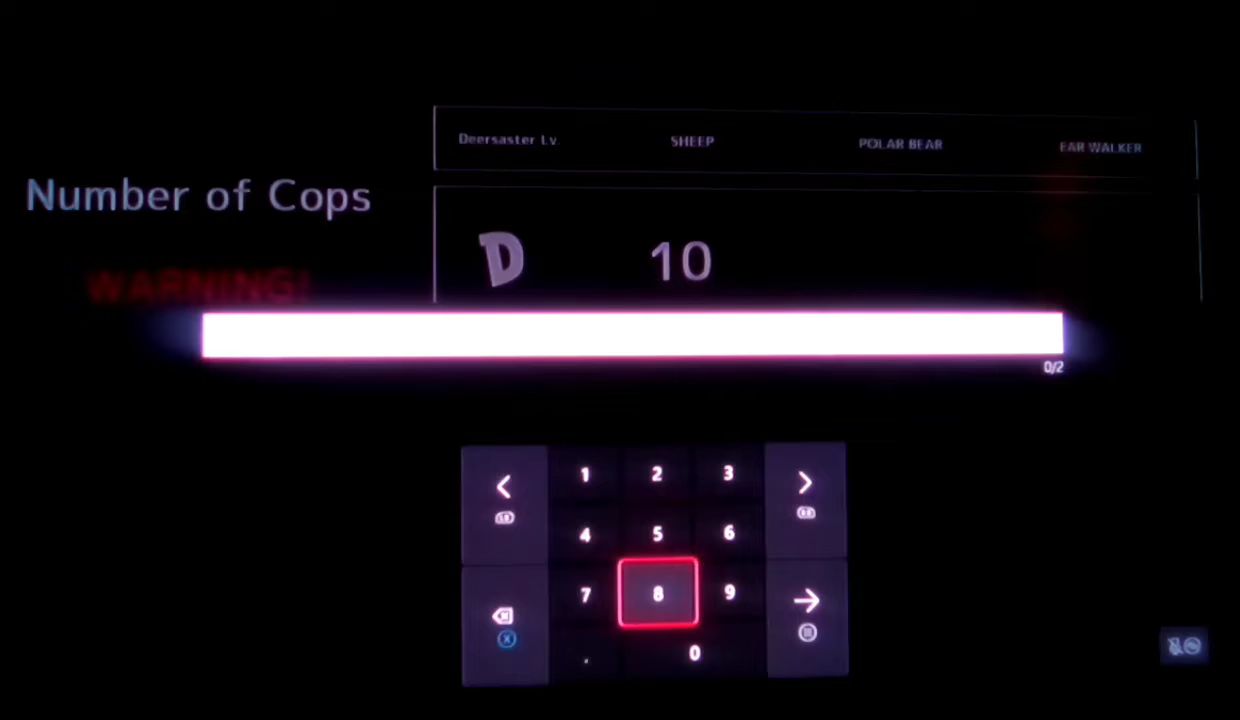 Deersaster Lv. SHEEP POLAR BEAR EAR WALKER
Number of Cops
D 10
WARNING!
0/2
1 2 3
4 5 6
7 8 9
. 0